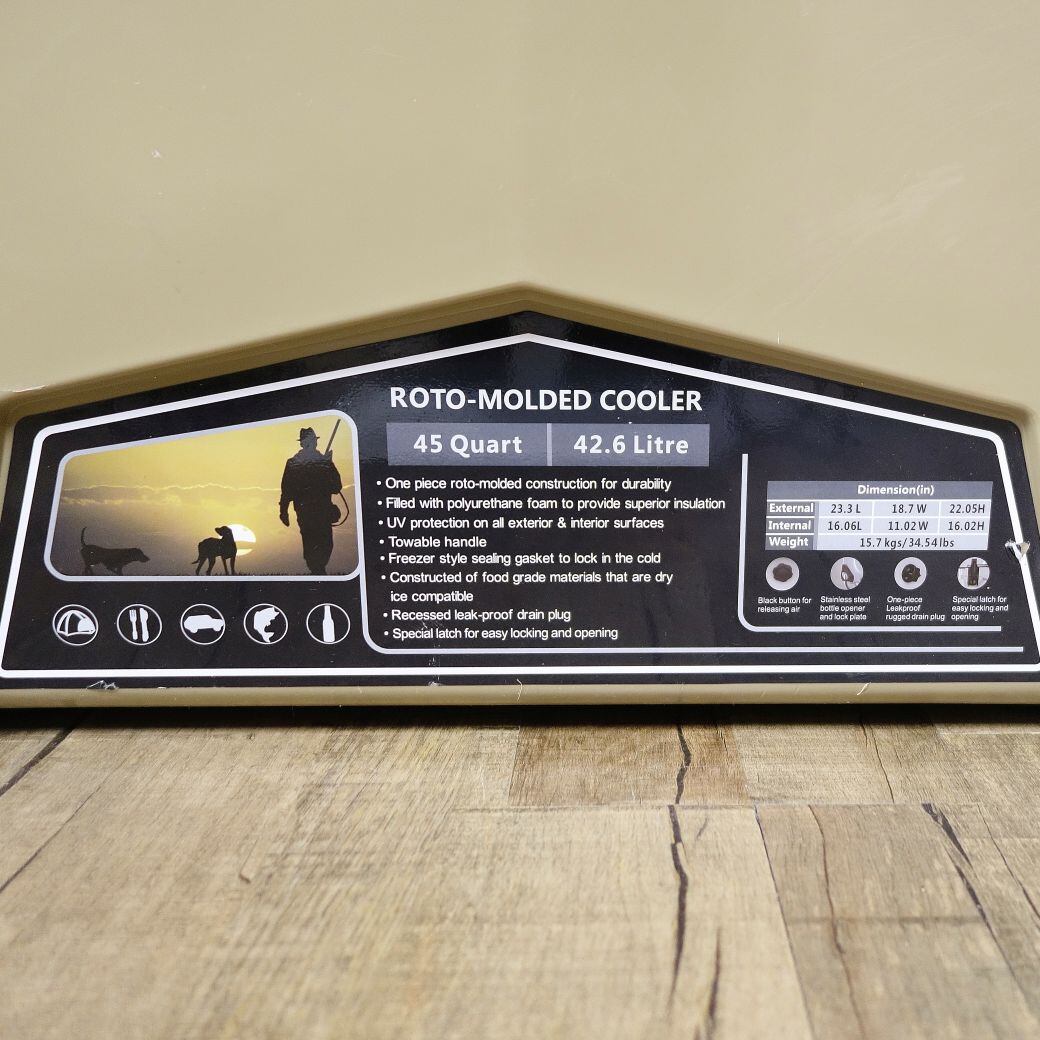 ROTO-MOLDED COOLER
45 Quart 42.6 Litre
• One piece roto-molded construction for durability
• Filled with polyurethane foam to provide superior insulation
• UV protection on all exterior & interior surfaces
• Towable handle
• Freezer style sealing gasket to lock in the cold
• Constructed of food grade materials that are dry
ice compatible
• Recessed leak-proof drain plug
• Special latch for easy locking and opening
Dimension(in)
External 23.3 L 18.7 W 22.05H
Internal 16.06L 11.02 W 16.02H
Weight 15.7 kgs/34.54lbs
Black button for
releasing air
Stainless steel
bottle opener
and lock plate
One-piece
Leakproof
rugged drain plug
Special latch for
easy locking and
opening